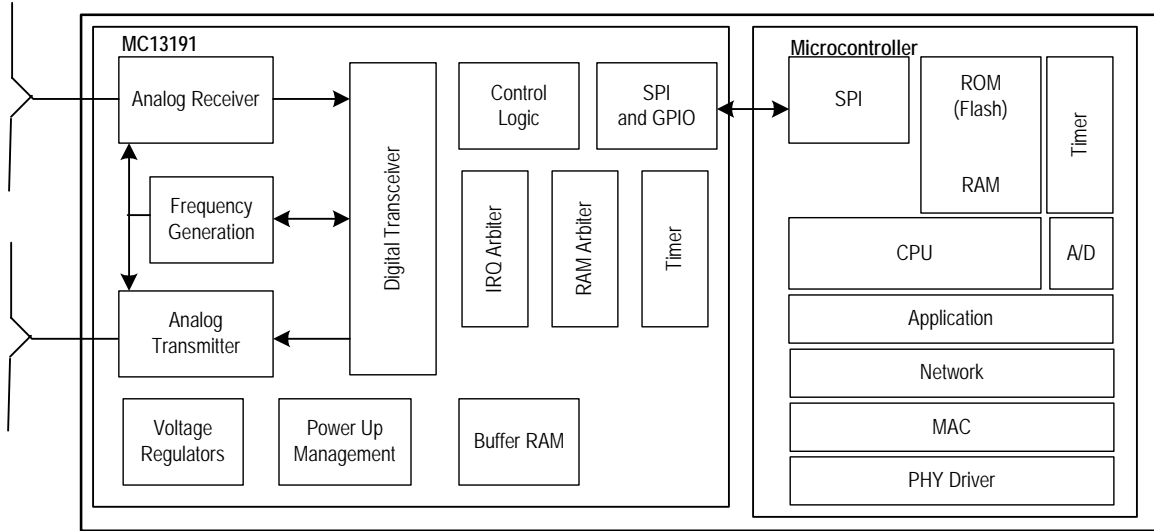 MC13191
Analog Receiver
Frequency
Generation
Analog
Transmitter
Digital Transceiver
Control
Logic
SPI
and GPIO
IRQ Arbiter
RAM Arbiter
Timer
Voltage
Regulators
Power Up
Management
Buffer RAM
Microcontroller
SPI
ROM
(Flash)
RAM
Timer
CPU
A/D
Application
Network
MAC
PHY Driver